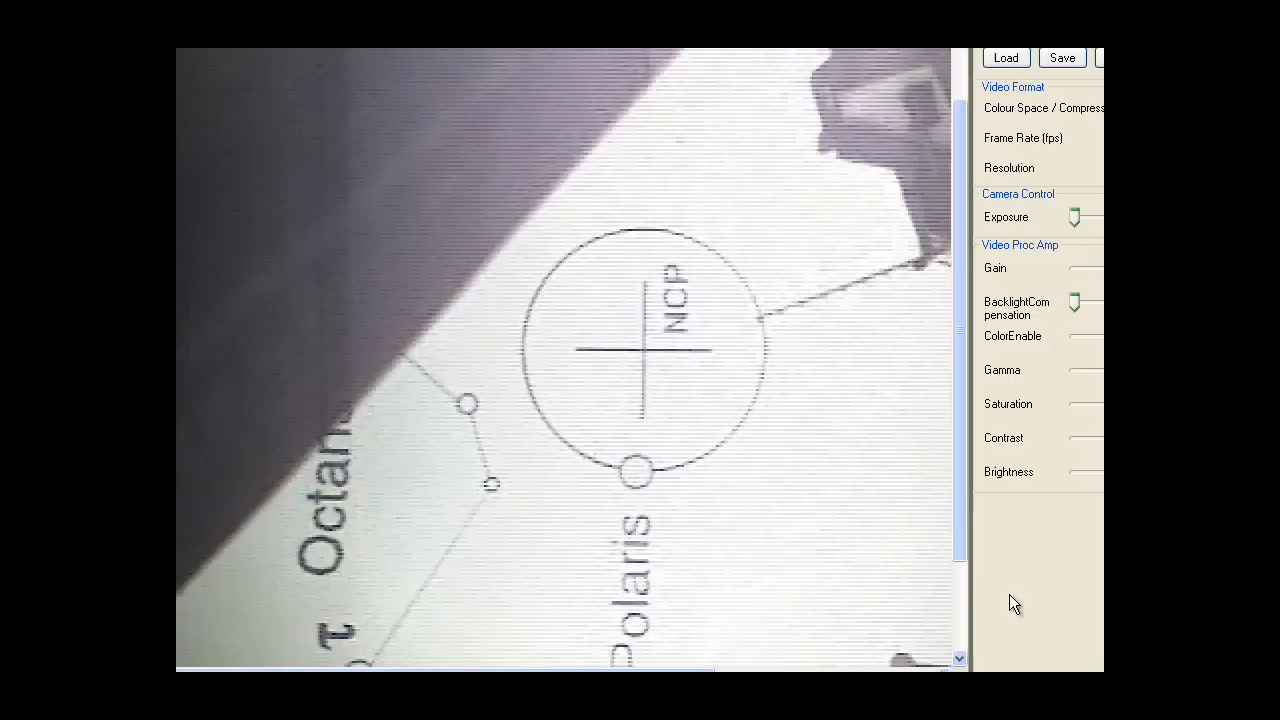 Load Save
Video Format
Colour Space / Compress
Frame Rate (fps)
Resolution
Camera Control
Exposure
Video Proc Amp
Gain
BacklightCom
pensation
ColorEnable
Gamma
Saturation
Contrast
Brightness
NCP
Polaris
τ Octans